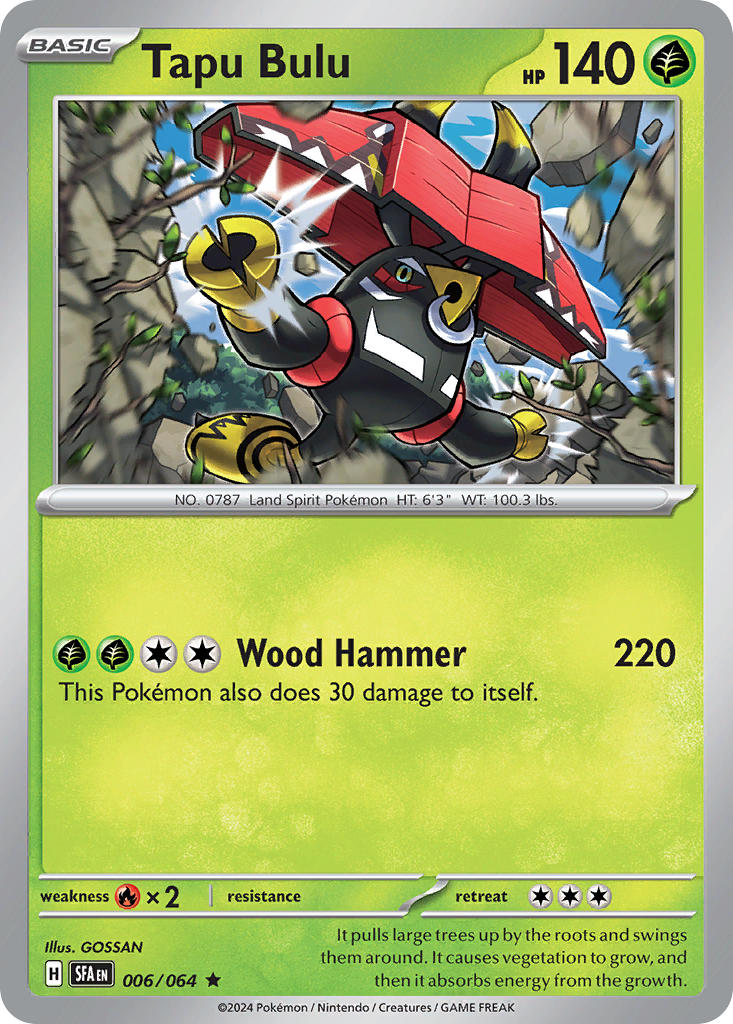 BASIC
Tapu Bulu
HP 140
NO. 0787 Land Spirit Pokémon HT: 6'3" WT: 100.3 lbs.
Wood Hammer 220
This Pokémon also does 30 damage to itself.
weakness ×2 resistance retreat
Illus. GOSSAN
It pulls large trees up by the roots and swings
them around. It causes vegetation to grow, and
then it absorbs energy from the growth.
H SFA EN 006/064 ★
©2024 Pokémon / Nintendo / Creatures / GAME FREAK